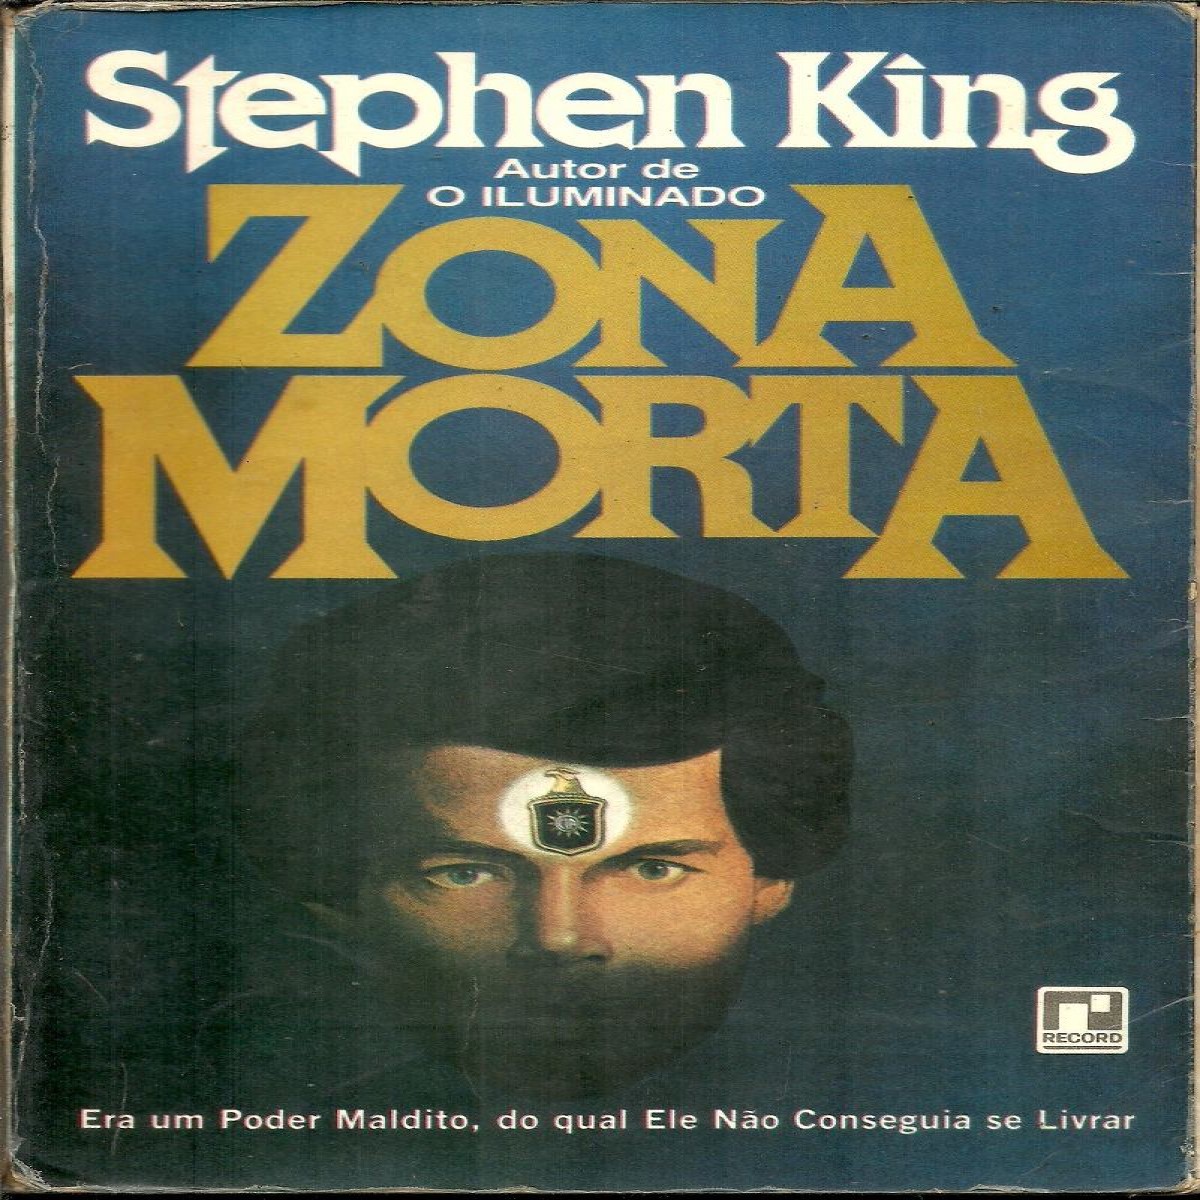 Stephen King
Autor de
O ILUMINADO
ZONA
MORTA
RECORD
Era um Poder Maldito, do qual Ele Não Conseguia se Livrar